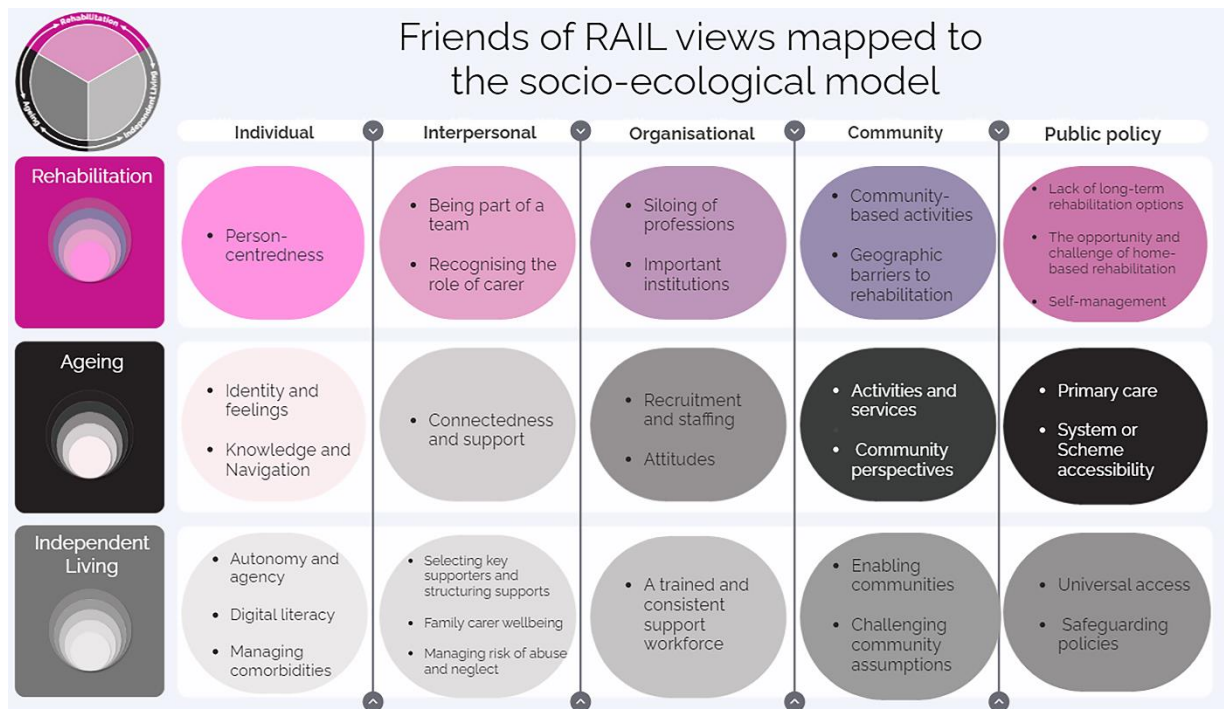 Rehabilitation
Ageing
Independent Living
Friends of RAIL views mapped to
the socio-ecological model
Individual
Interpersonal
Organisational
Community
Public policy
Rehabilitation
• Person-
centredness
• Being part of a
team
• Recognising the
role of carer
• Siloing of
professions
• Important
institutions
• Community-
based activities
• Geographic
barriers to
rehabilitation
• Lack of long-term
rehabilitation options
• The opportunity and
challenge of home-
based rehabilitation
• Self-management
Ageing
• Identity and
feelings
• Knowledge and
Navigation
• Connectedness
and support
• Recruitment
and staffing
• Attitudes
• Activities and
services
• Community
perspectives
• Primary care
• System or
Scheme
accessibility
Independent
Living
• Autonomy and
agency
• Digital literacy
• Managing
comorbidities
• Selecting key
supporters and
structuring supports
• Family carer wellbeing
• Managing risk of abuse
and neglect
• A trained and
consistent
support
workforce
• Enabling
communities
• Challenging
community
assumptions
• Universal access
• Safeguarding
policies